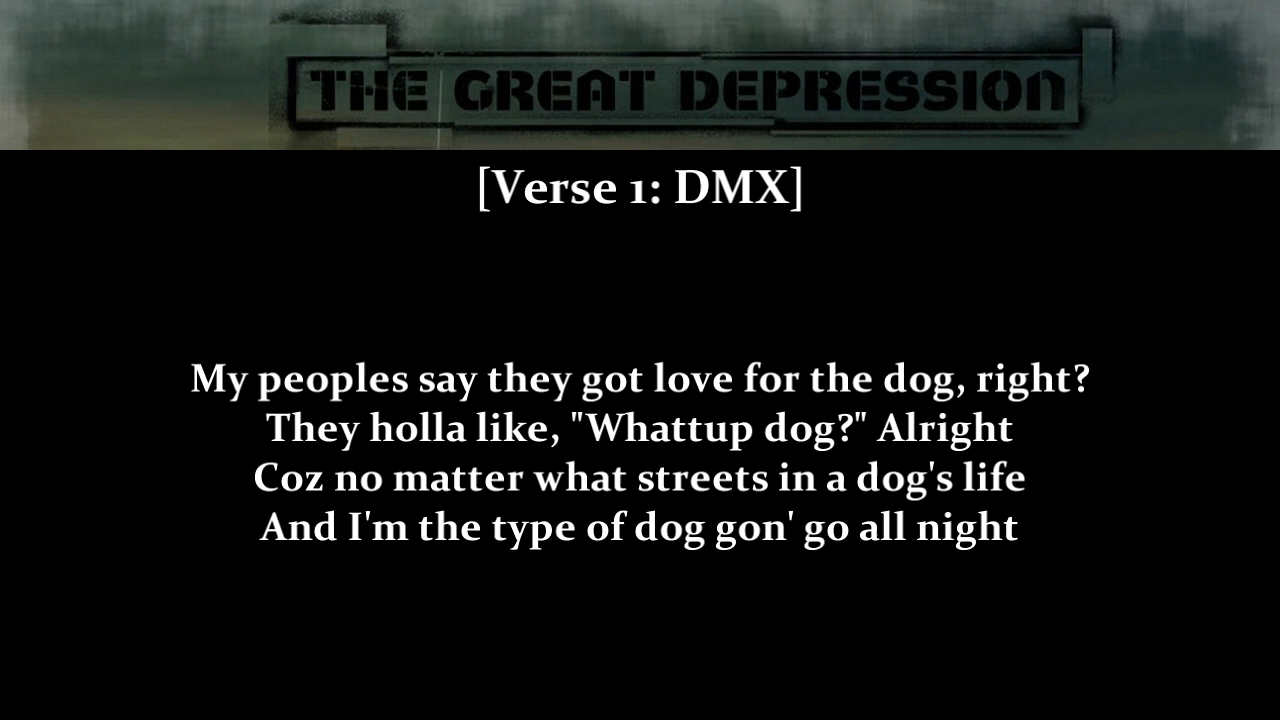 THE GREAT DEPRESSION
[Verse 1: DMX]
My peoples say they got love for the dog, right?
They holla like, "Whattup dog?" Alright
Coz no matter what streets in a dog's life
And I'm the type of dog gon' go all night